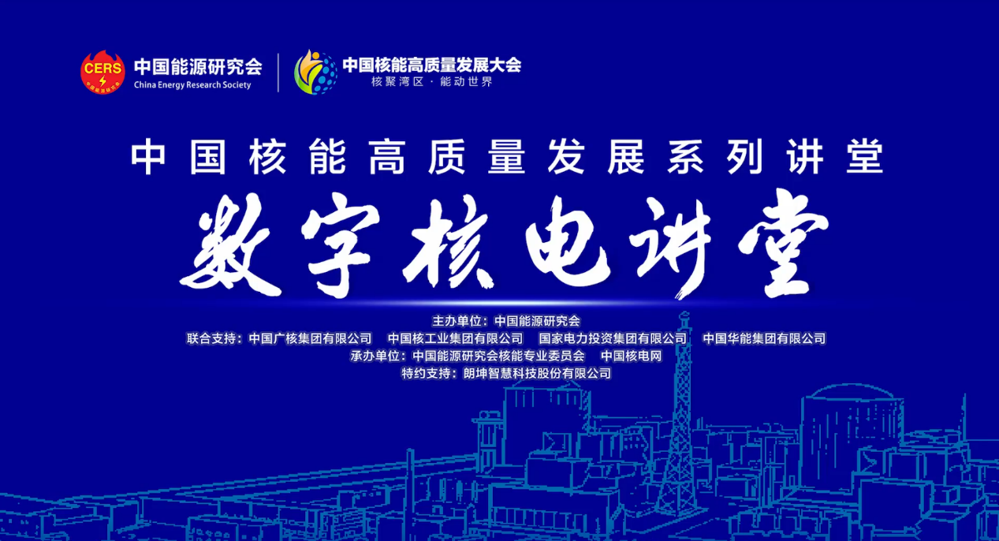 CERS
中国能源研究会
中国能源研究会
China Energy Research Society
中国核能高质量发展大会
核聚湾区·能动世界
中国核能高质量发展系列讲堂
数字核电讲堂
主办单位：中国能源研究会
联合支持：中国广核集团有限公司 中国核工业集团有限公司 国家电力投资集团有限公司 中国华能集团有限公司
承办单位：中国能源研究会核能专业委员会 中国核电网
特约支持：朗坤智慧科技股份有限公司